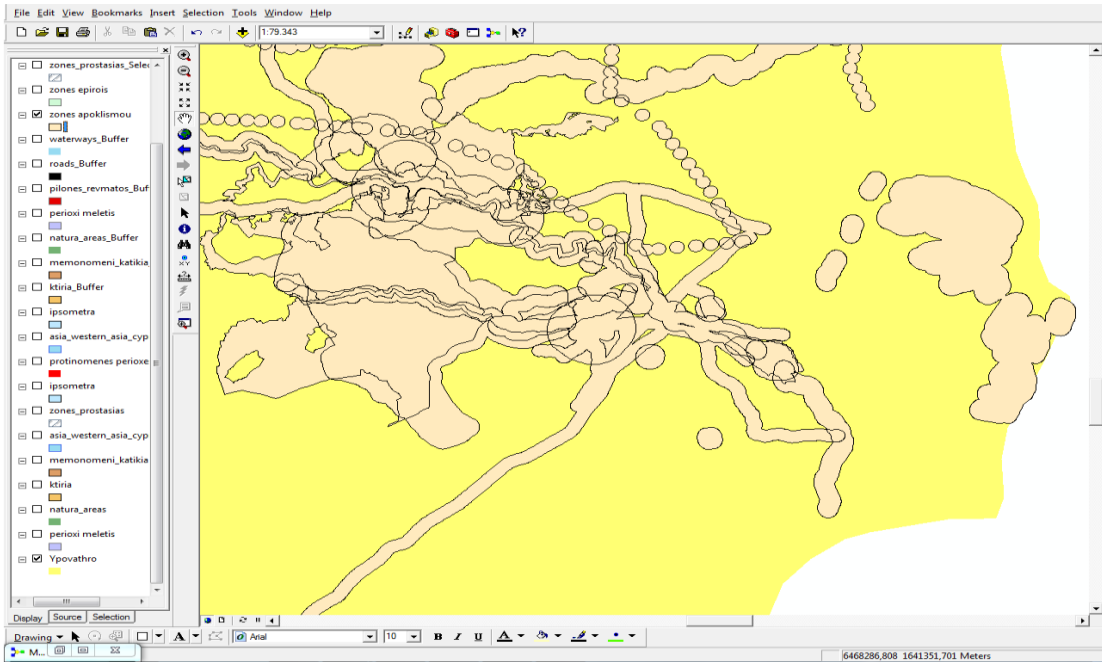 File Edit View Bookmarks Insert Selection Tools Window Help
1:79.343
zones_prostasias_Selec
zones epirois
zones apoklismou
waterways_Buffer
roads_Buffer
pilones_revmatos_Buf
perioxi meletis
natura_areas_Buffer
memonomeni_katikia
ktiria_Buffer
ipsometra
asia_western_asia_cyp
protinomenes perioxe
ipsometra
zones_prostasias
asia_western_asia_cyp
memonomeni_katikia
ktiria
natura_areas
perioxi meletis
Ypovathro
Display Source Selection
Drawing A Arial 10 B I U A
M...
6468286,808 1641351,701 Meters